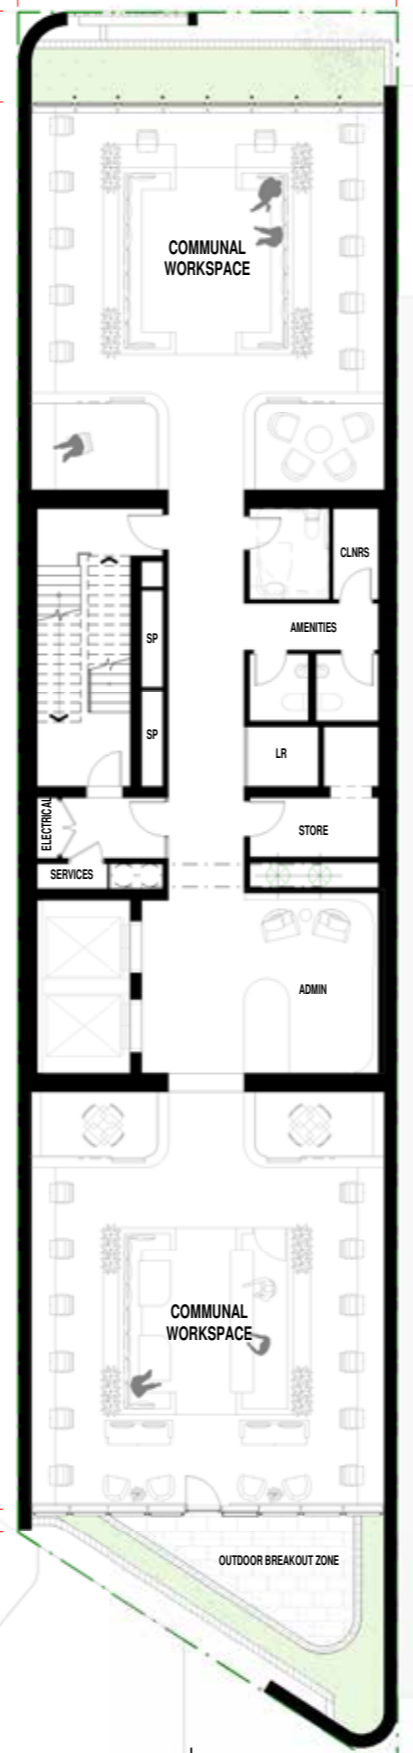 COMMUNAL
WORKSPACE
CLNRS
AMENITIES
SP
SP
LR
ELECTRICAL
STORE
SERVICES
ADMIN
COMMUNAL
WORKSPACE
OUTDOOR BREAKOUT ZONE